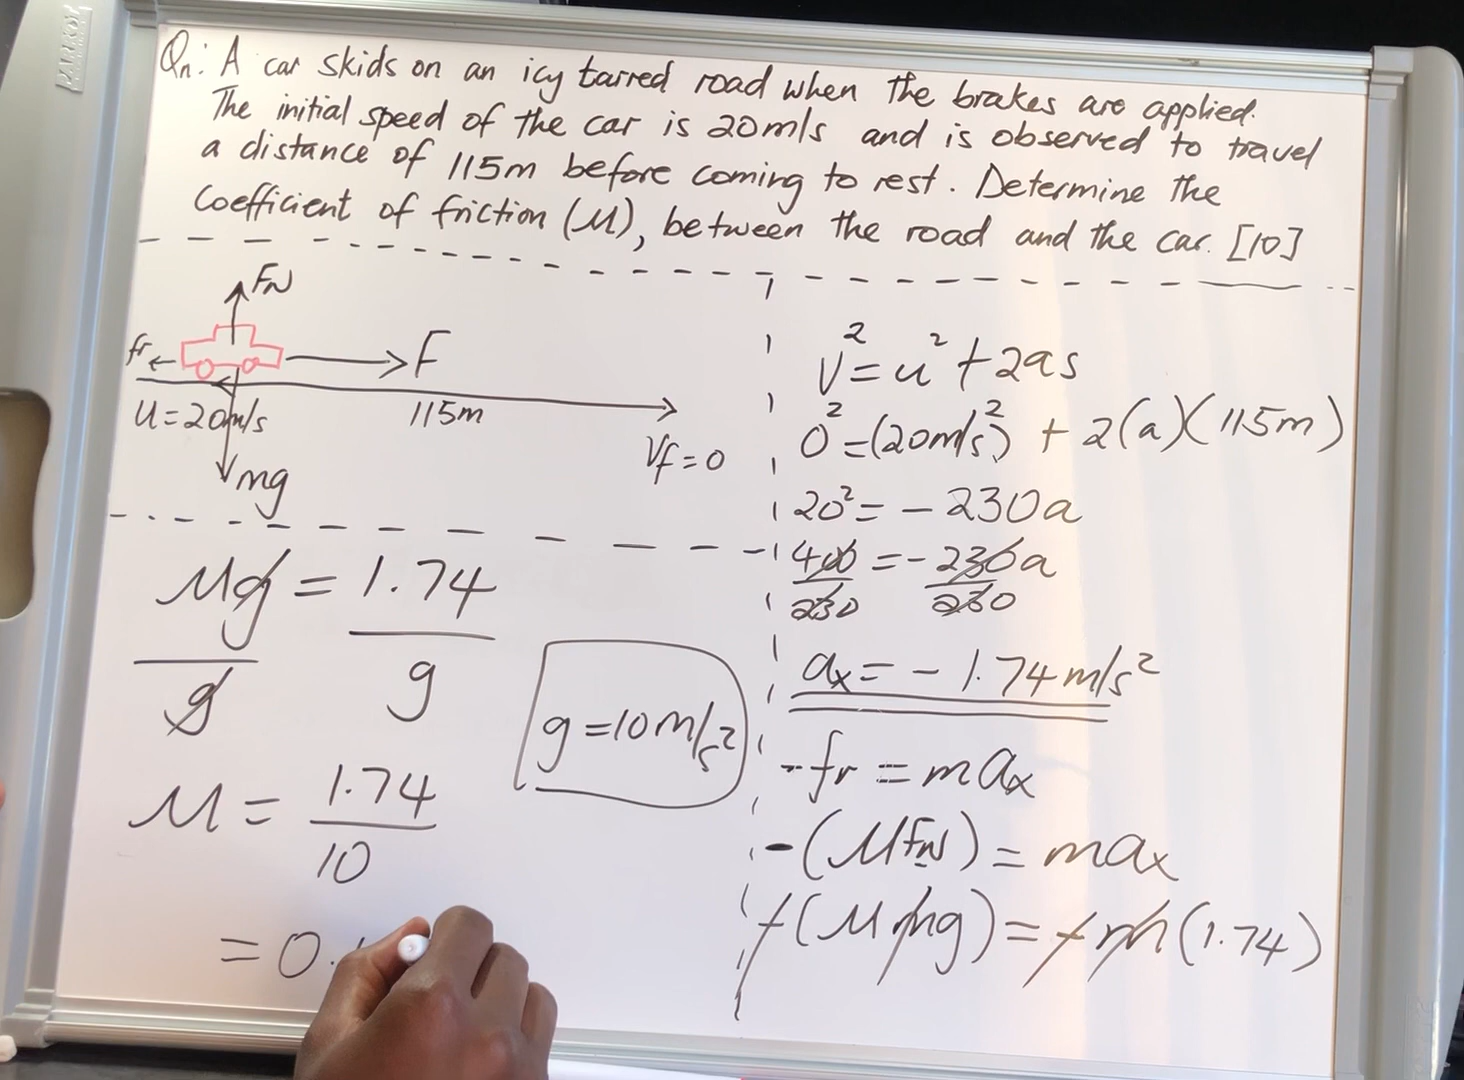 Qn: A car skids on an icy tarred road when the brakes are applied.
The initial speed of the car is 20m/s and is observed to travel
a distance of 115m before coming to rest. Determine the
Coefficient of friction (μ), between the road and the car. [10]
FN
fr
F
U=20m/s
115m
Vf=0
mg
μg = 1.74
g g
μ = 1.74
10
= 0.
g=10m/s²
V²=u²+2as
0²=(20m/s)²+2(a)(115m)
20²=-230a
400=-230a
230 230
ax=-1.74m/s²
-fr=max
-(μFN)=max
-(μmg)=-m(1.74)